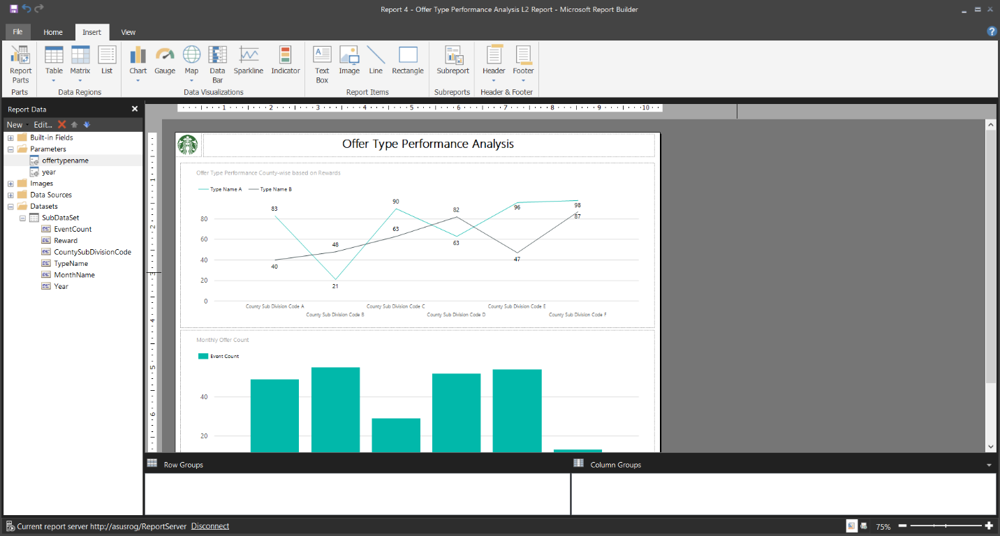 Report 4 - Offer Type Performance Analysis L2 Report - Microsoft Report Builder
File Home Insert View
?
Report Parts
Table
Matrix
List
Chart
Gauge
Map
Data Bar
Sparkline
Indicator
Text Box
Image
Line
Rectangle
Subreport
Header
Footer
Parts
Data Regions
Data Visualizations
Report Items
Subreports
Header & Footer
Report Data
New Edit...
Built-in Fields
Parameters
offertypename
year
Images
Data Sources
Datasets
SubDataSet
EventCount
Reward
CountySubDivisionCode
TypeName
MonthName
Year
1 2 3 4 5 6 7 8 9 10
1
2
3
4
5
6
Offer Type Performance Analysis
Offer Type Performance County-wise based on Rewards
Type Name A Type Name B
80
60
40
20
0
83
40
48
21
90
63
82
63
96
47
98
87
County Sub Division Code A
County Sub Division Code B
County Sub Division Code C
County Sub Division Code D
County Sub Division Code E
County Sub Division Code F
Monthly Offer Count
Event Count
40
20
Row Groups
Column Groups
Current report server http://asusrog/ReportServer Disconnect
75%